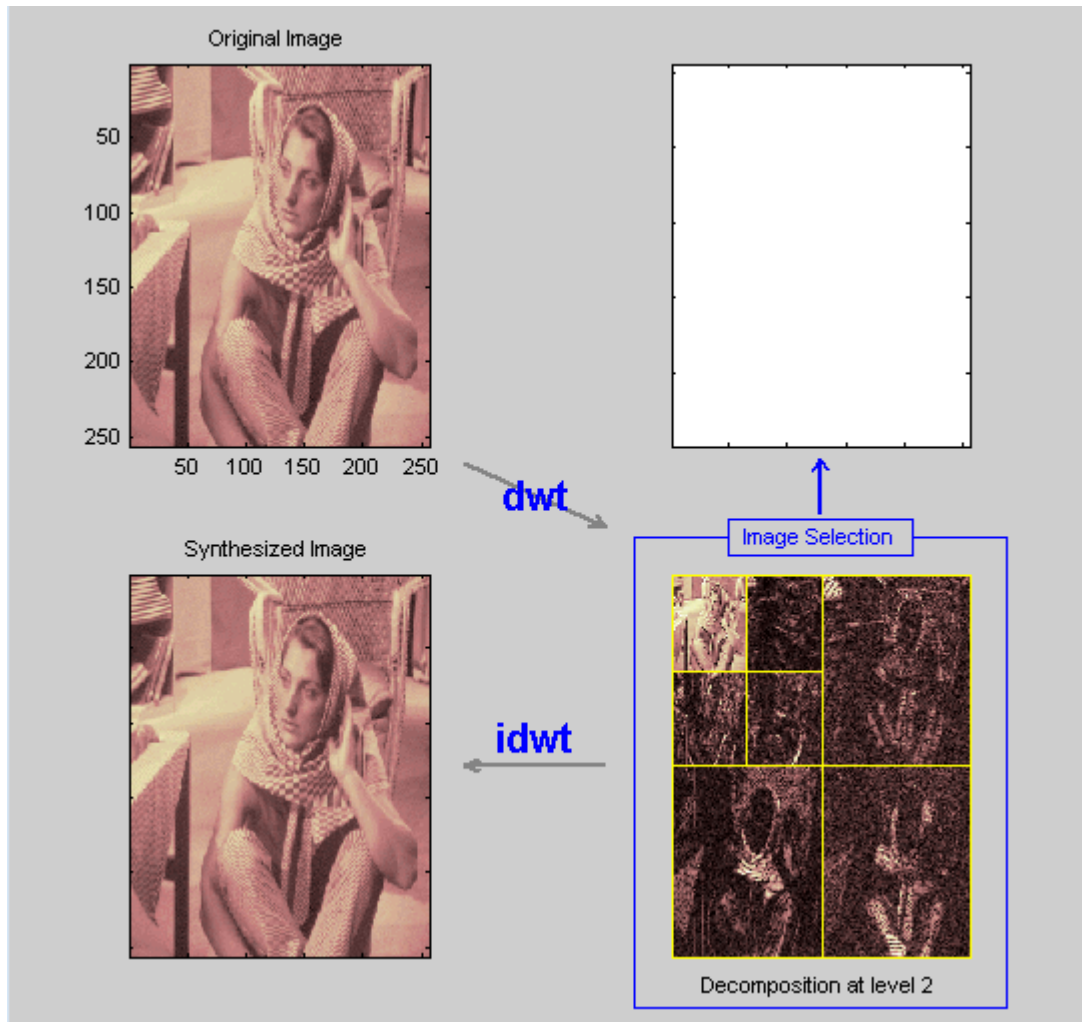 Original Image
50
100
150
200
250
50 100 150 200 250
dwt
Image Selection
Synthesized Image
idwt
Decomposition at level 2